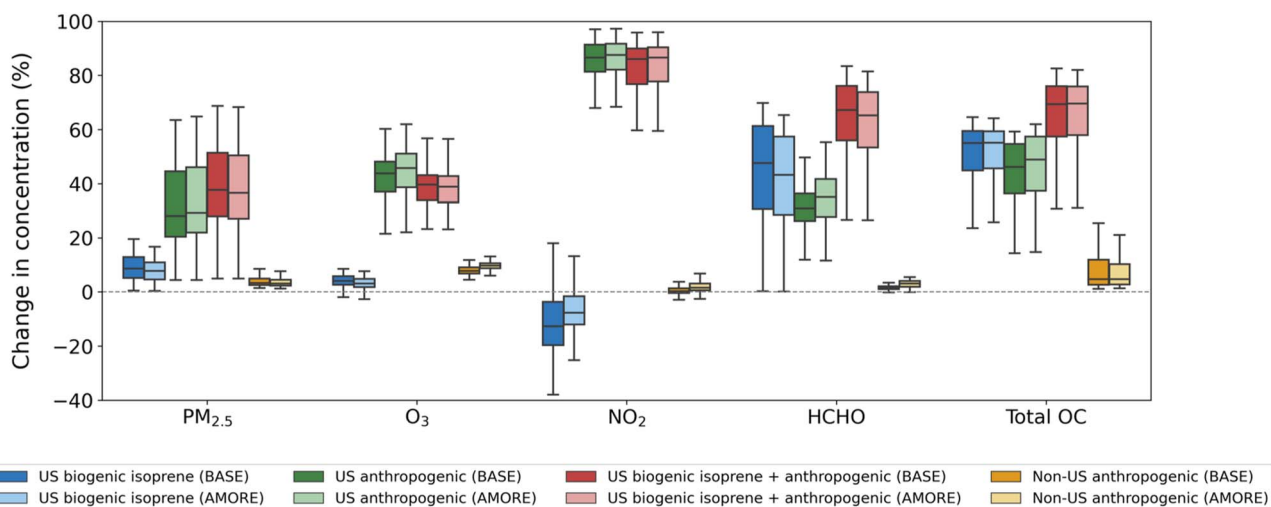 Change in concentration (%)
100
80
60
40
20
0
−20
−40
PM2.5
O3
NO2
HCHO
Total OC
US biogenic isoprene (BASE)
US anthropogenic (BASE)
US biogenic isoprene + anthropogenic (BASE)
Non-US anthropogenic (BASE)
US biogenic isoprene (AMORE)
US anthropogenic (AMORE)
US biogenic isoprene + anthropogenic (AMORE)
Non-US anthropogenic (AMORE)